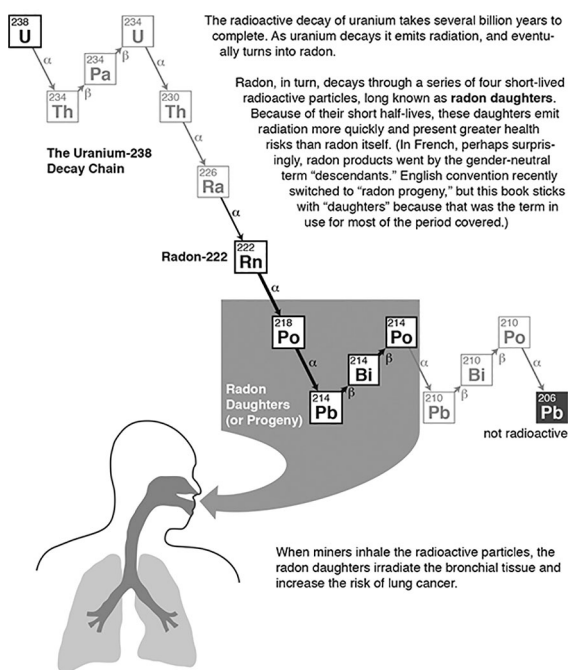 The radioactive decay of uranium takes several billion years to
complete. As uranium decays it emits radiation, and eventu-
ally turns into radon.
Radon, in turn, decays through a series of four short-lived
radioactive particles, long known as radon daughters.
Because of their short half-lives, these daughters emit
radiation more quickly and present greater health
risks than radon itself. (In French, perhaps surpris-
ingly, radon products went by the gender-neutral
term “descendants.” English convention recently
switched to “radon progeny,” but this book sticks
with “daughters” because that was the term in
use for most of the period covered.)
238
U
α
234
Th
β
234
Pa
β
234
U
α
230
Th
α
The Uranium-238
Decay Chain
226
Ra
α
Radon-222
222
Rn
α
218
Po
α
214
Pb
β
214
Bi
β
214
Po
α
210
Pb
β
210
Bi
β
210
Po
α
206
Pb
not radioactive
Radon
Daughters
(or Progeny)
When miners inhale the radioactive particles, the
radon daughters irradiate the bronchial tissue and
increase the risk of lung cancer.